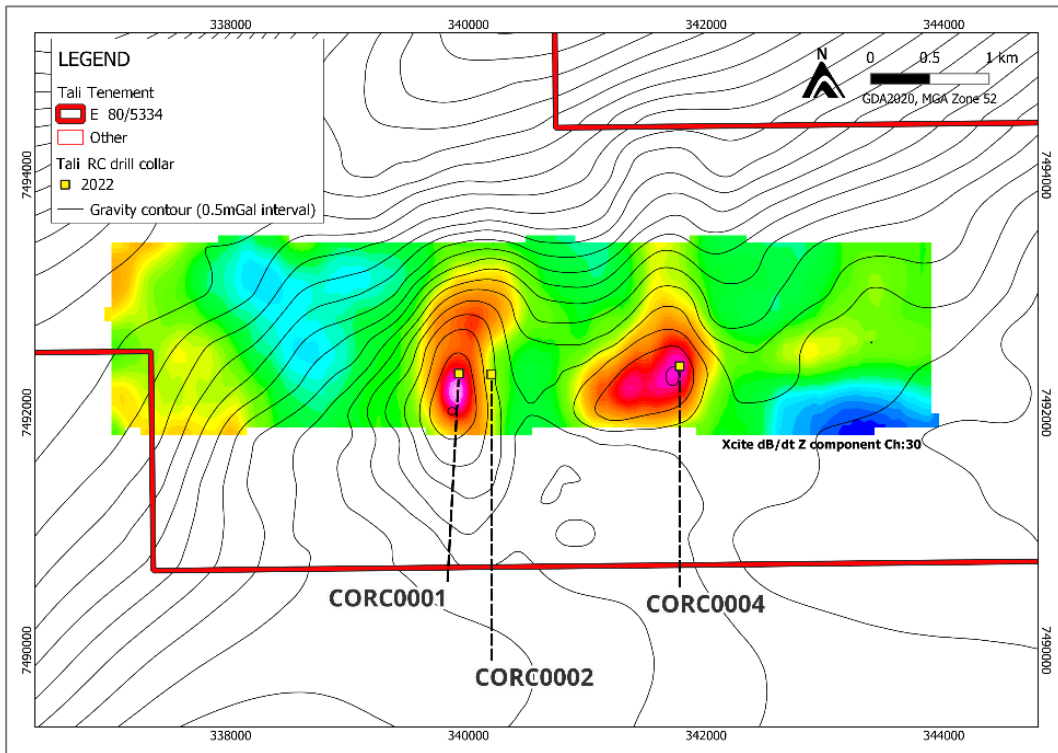 338000 340000 342000 344000
LEGEND
Tali Tenement
E 80/5334
Other
Tali RC drill collar
2022
Gravity contour (0.5mGal interval)
N
0 0.5 1 km
GDA2020, MGA Zone 52
7494000 7494000
7492000 7492000
Xcite dB/dt Z component Ch:30
CORC0001
CORC0004
7490000 7490000
CORC0002
338000 340000 342000 344000